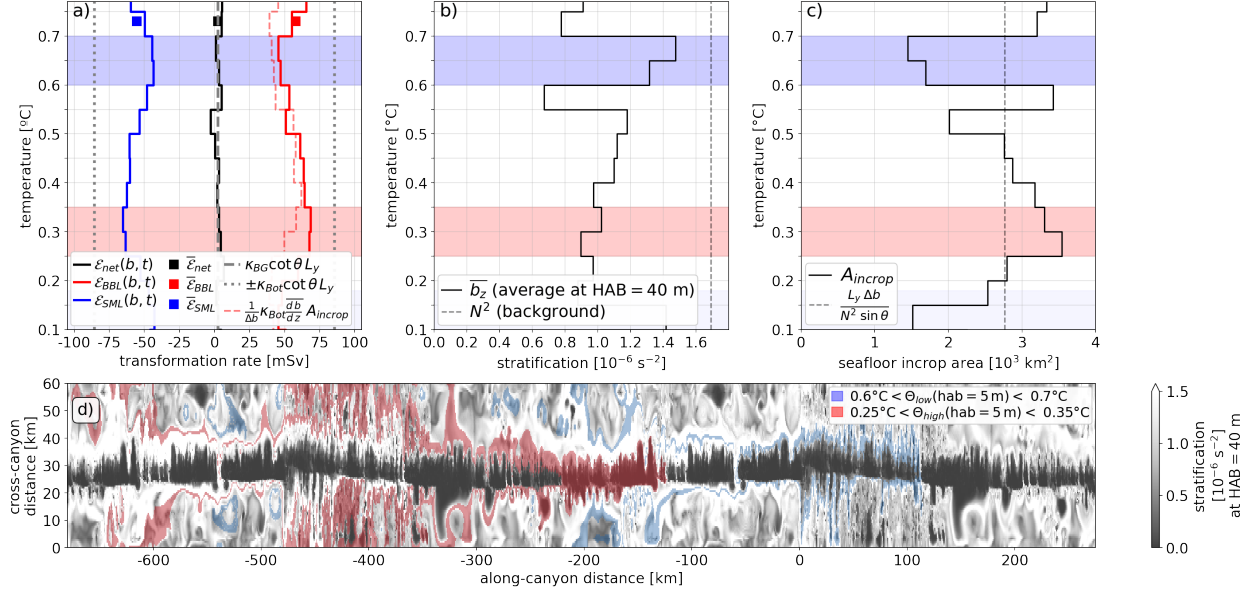 a)
0.7
0.6
0.5
0.4
0.3
0.2
0.1
temperature [ºC]
ℰnet(b, t)
ℰBBL(b, t)
ℰSML(b, t)
ℰ̅net
ℰ̅BBL
ℰ̅SML
κBG cot θ Ly
±κBot cot θ Ly
1/Δb κBot d̅b̅/dz Aincrop
-100 -75 -50 -25 0 25 50 75 100
transformation rate [mSv]
b)
0.7
0.6
0.5
0.4
0.3
0.2
0.1
temperature [°C]
b̅z̅ (average at HAB = 40 m)
N² (background)
0.0 0.2 0.4 0.6 0.8 1.0 1.2 1.4 1.6
stratification [10⁻⁶ s⁻²]
c)
0.7
0.6
0.5
0.4
0.3
0.2
0.1
temperature [°C]
Aincrop
Ly Δb
N² sin θ
0 1 2 3 4
seafloor incrop area [10³ km²]
d)
60
50
40
30
20
10
0
cross-canyon
distance [km]
0.6°C < Θlow(hab = 5 m) < 0.7°C
0.25°C < Θhigh(hab = 5 m) < 0.35°C
-600 -500 -400 -300 -200 -100 0 100 200
along-canyon distance [km]
1.5
1.0
0.5
0.0
stratification
[10⁻⁶ s⁻²]
at HAB = 40 m